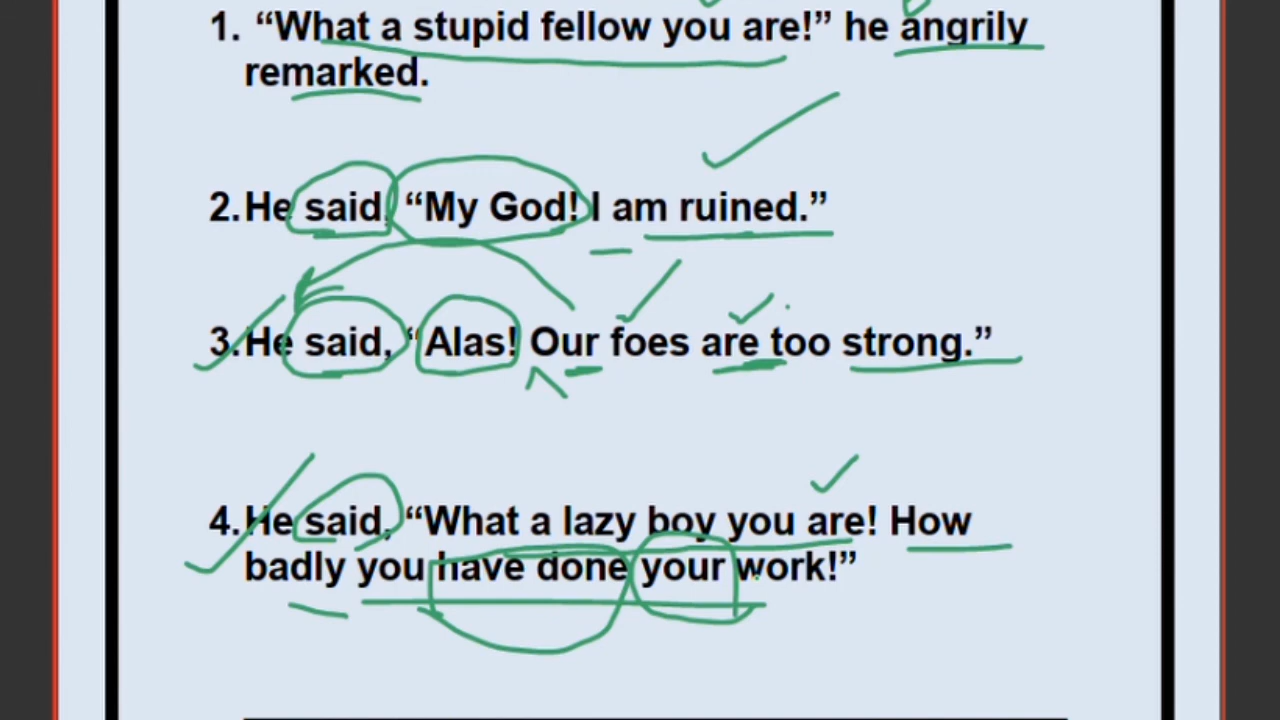 1. “What a stupid fellow you are!” he angrily
remarked.
2. He said, “My God! I am ruined.”
3. He said, “Alas! Our foes are too strong.”
4. He said, “What a lazy boy you are! How
badly you have done your work!”